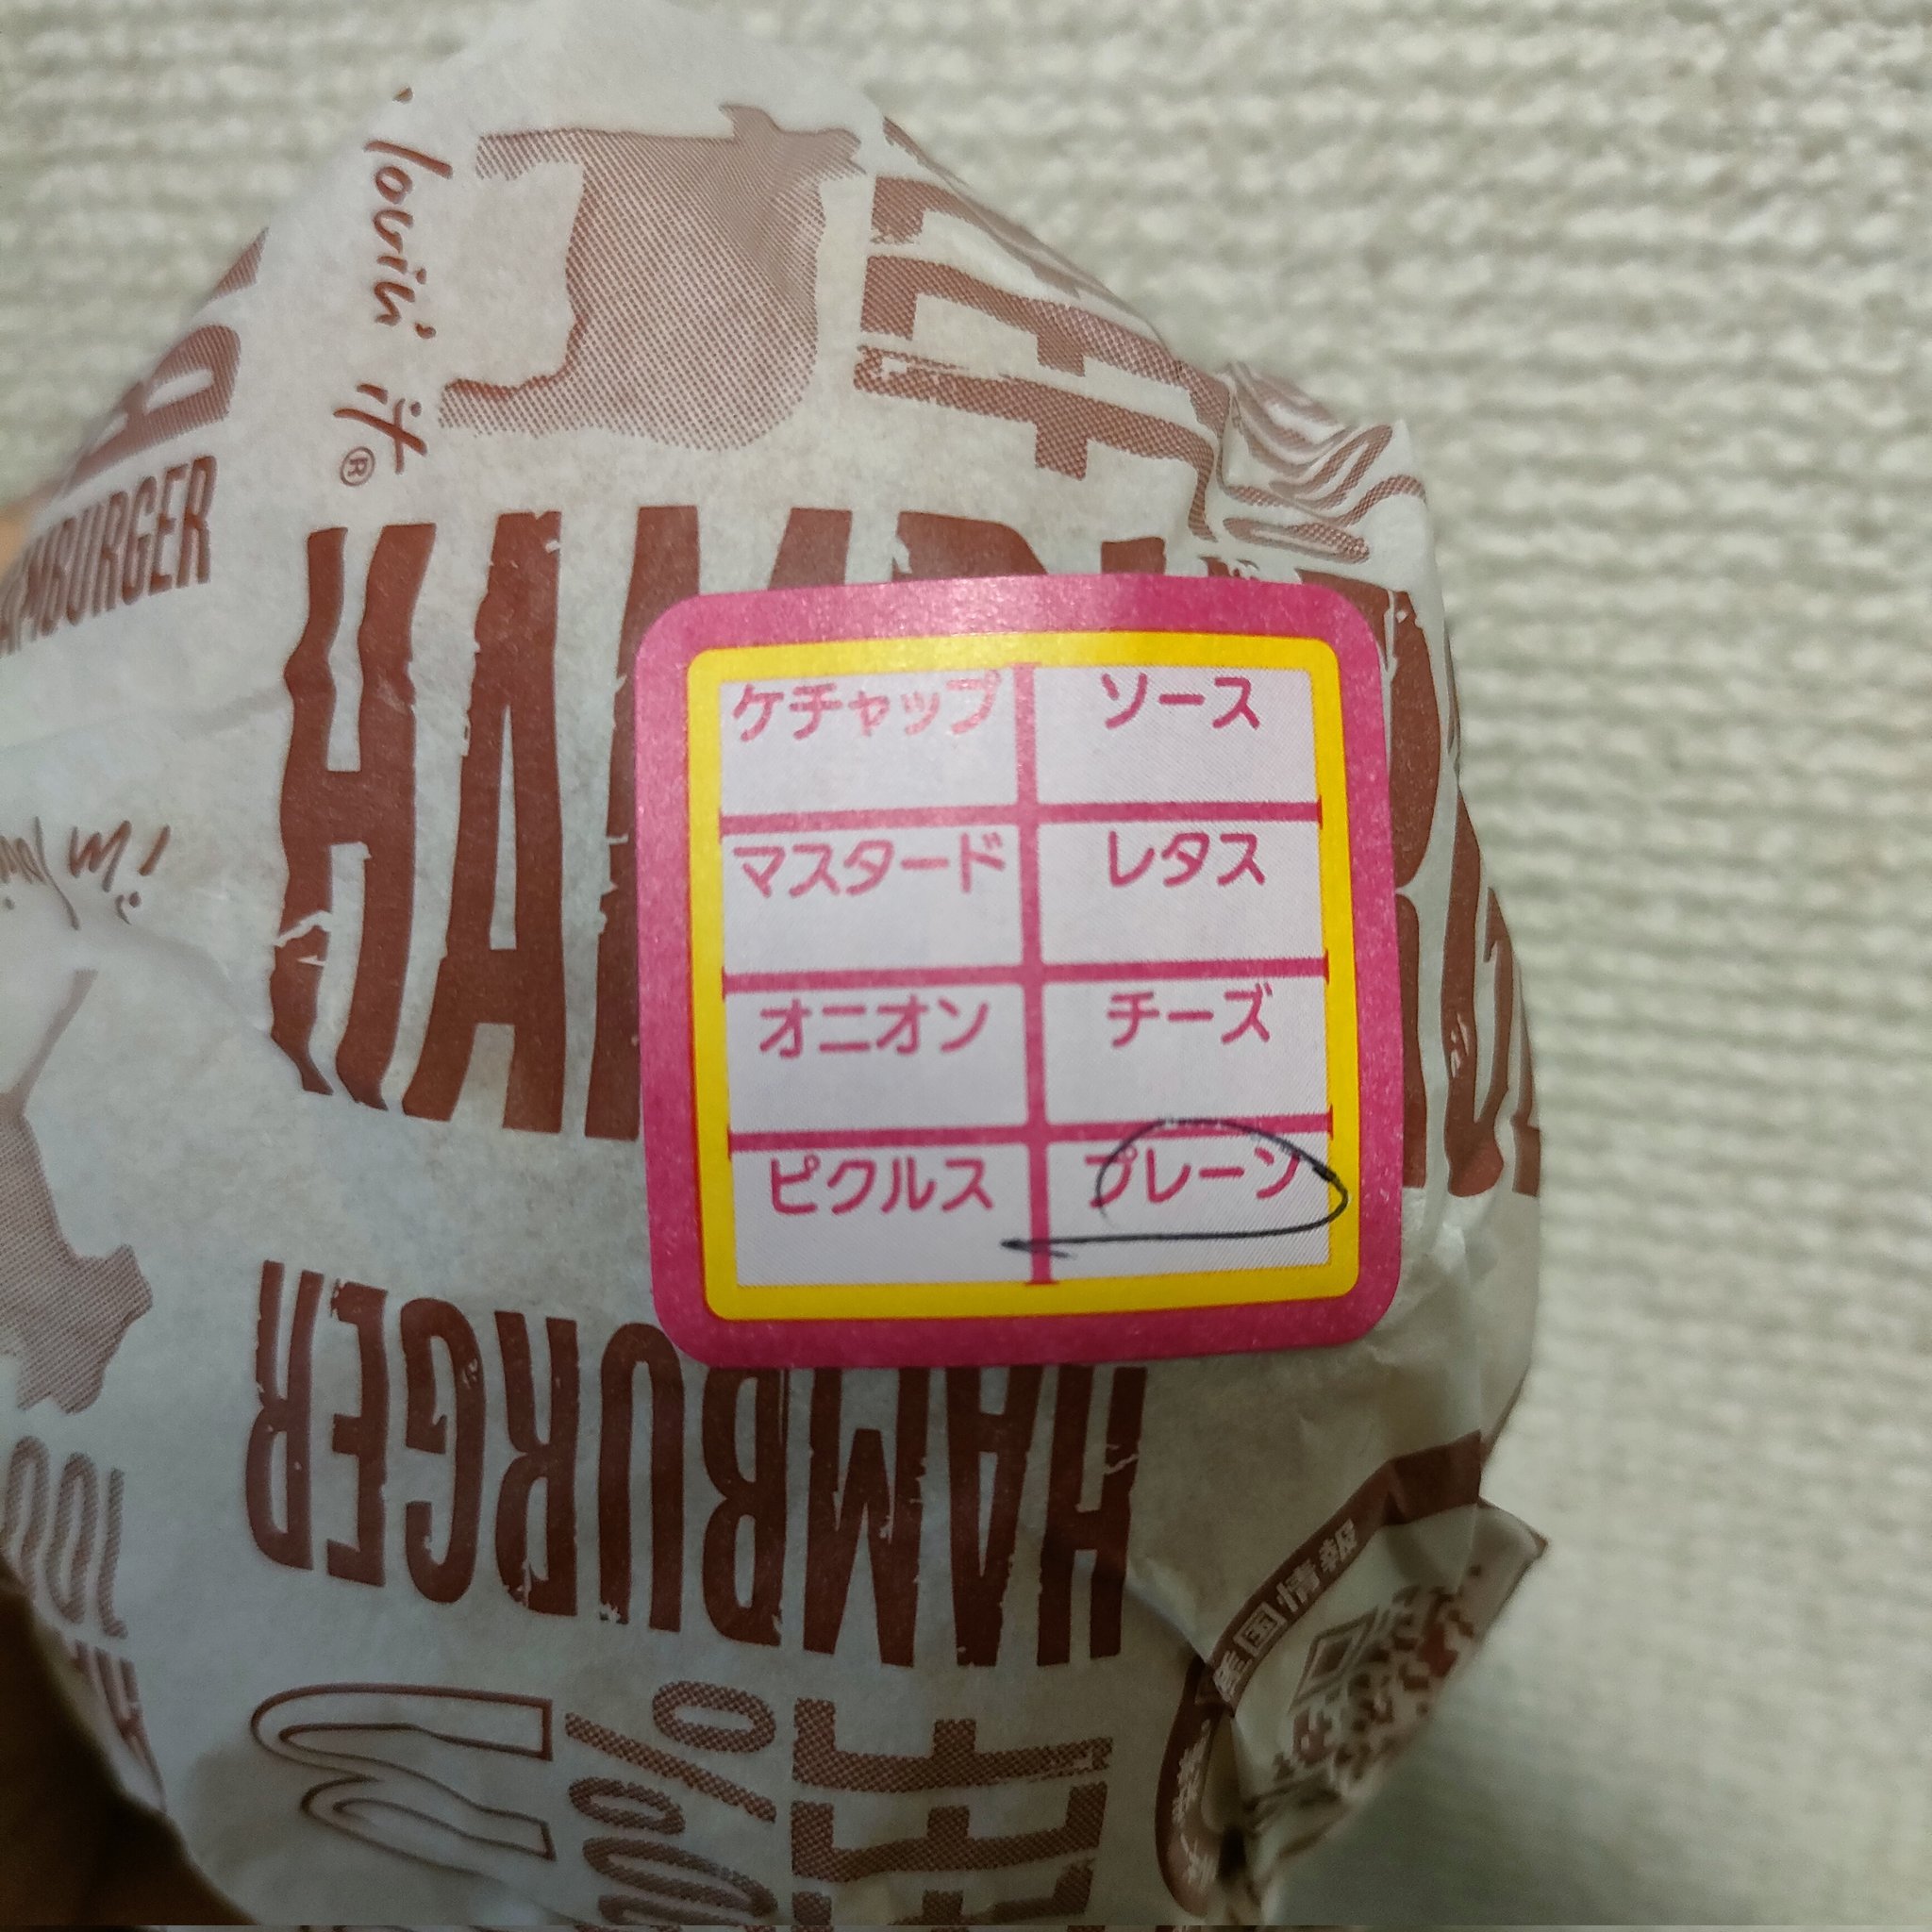 lovin' it®
HAMBURGER
ケチャップ ソース
マスタード レタス
オニオン チーズ
ピクルス プレーン
i'm
HAMBURGER
100%